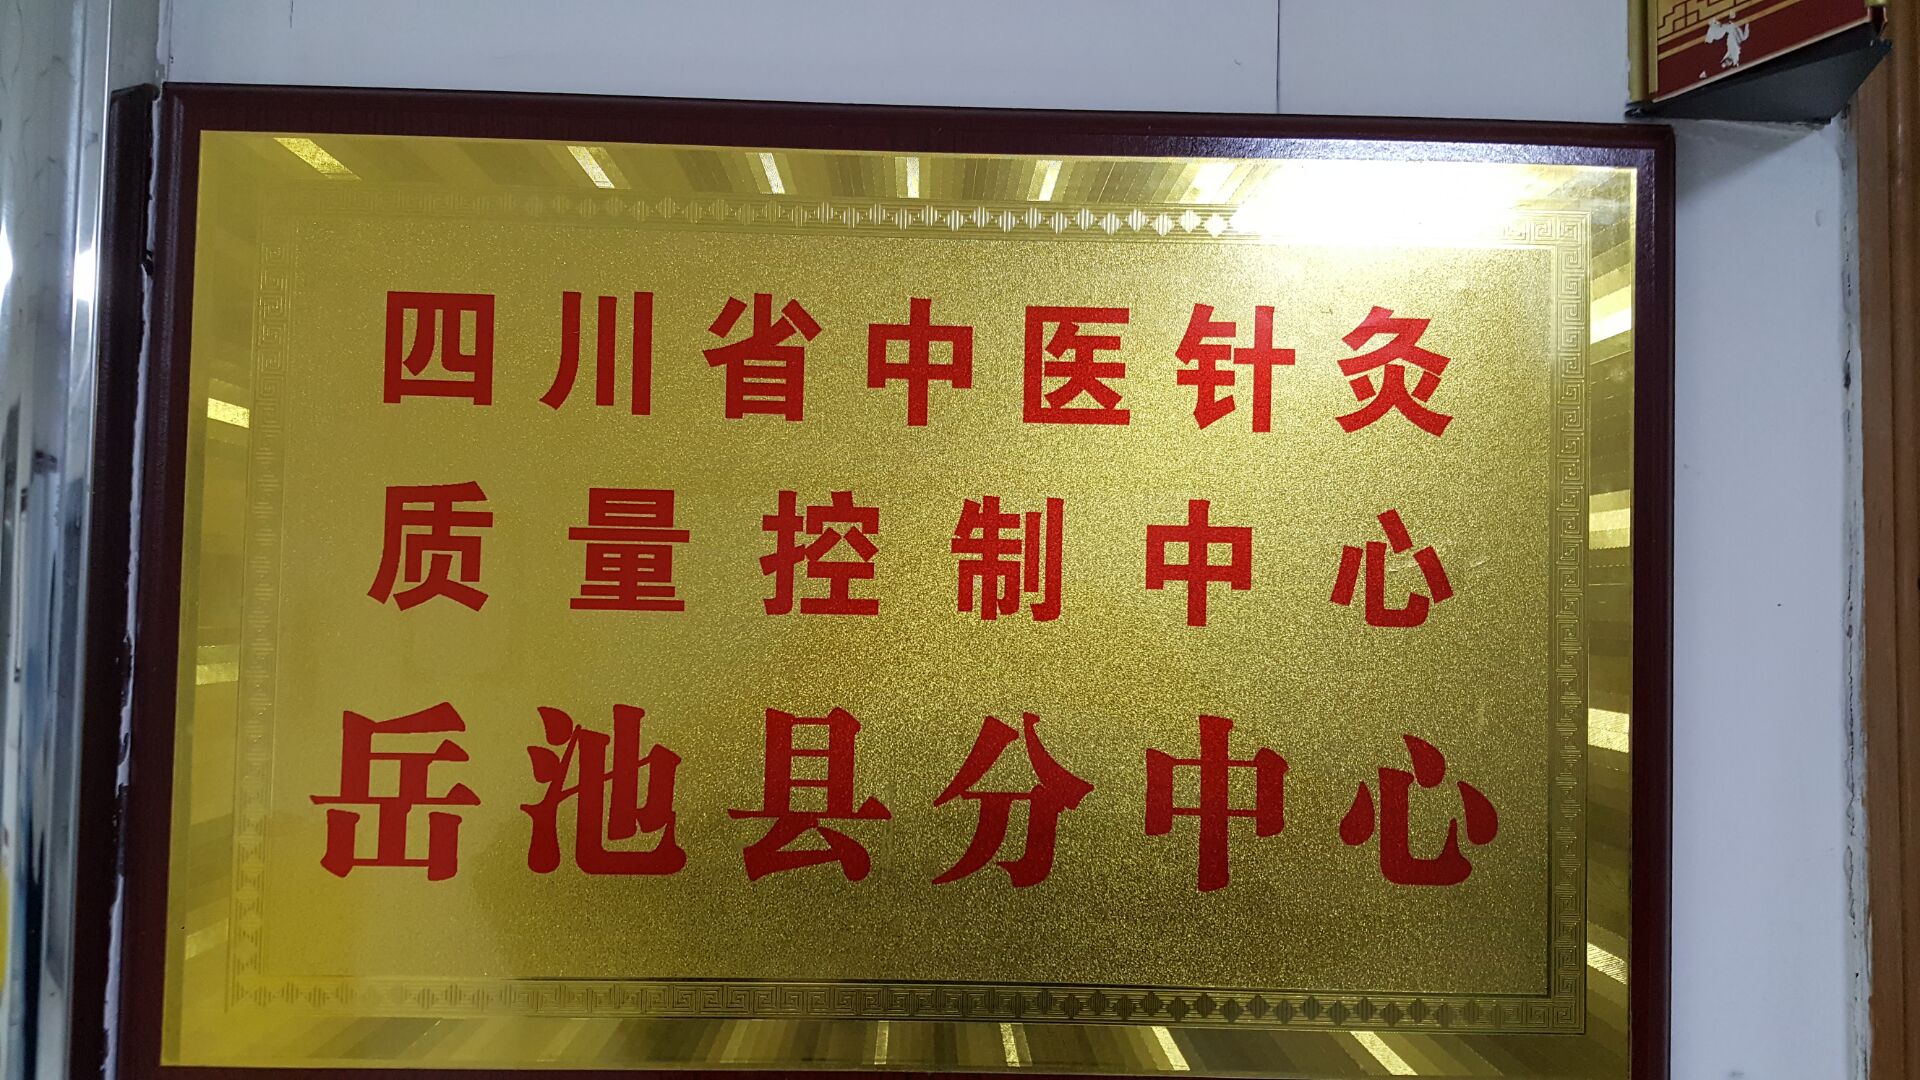 四川省中医针灸
质量控制中心
岳池县分中心